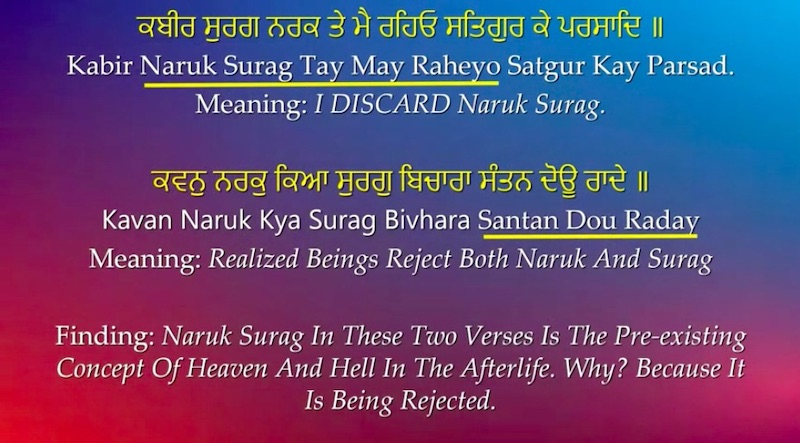 ਕਬੀਰ ਸੁਰਗ ਨਰਕ ਤੇ ਮੈ ਰਹਿਓ ਸਤਿਗੁਰ ਕੇ ਪਰਸਾਦਿ ॥
Kabir Naruk Surag Tay May Raheyo Satgur Kay Parsad.
Meaning: I DISCARD Naruk Surag.
ਕਵਨੁ ਨਰਕੁ ਕਿਆ ਸੁਰਗੁ ਬਿਚਾਰਾ ਸੰਤਨ ਦੋਊ ਰਾਦੇ ॥
Kavan Naruk Kya Surag Bivhara Santan Dou Raday
Meaning: Realized Beings Reject Both Naruk And Surag
Finding: Naruk Surag In These Two Verses Is The Pre-existing
Concept Of Heaven And Hell In The Afterlife. Why? Because It
Is Being Rejected.